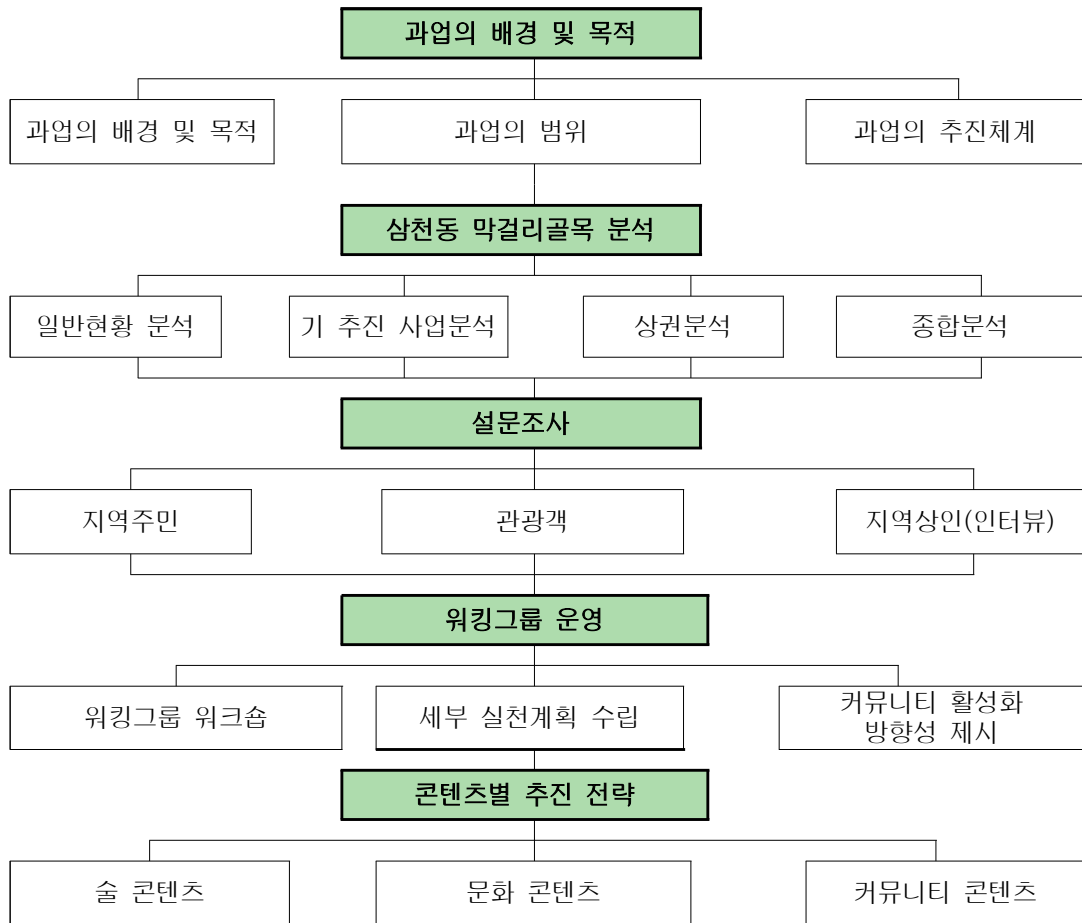 과업의 배경 및 목적
과업의 배경 및 목적
과업의 범위
과업의 추진체계
삼천동 막걸리골목 분석
일반현황 분석
기 추진 사업분석
상권분석
종합분석
설문조사
지역주민
관광객
지역상인(인터뷰)
워킹그룹 운영
워킹그룹 워크숍
세부 실천계획 수립
커뮤니티 활성화
방향성 제시
콘텐츠별 추진 전략
술 콘텐츠
문화 콘텐츠
커뮤니티 콘텐츠